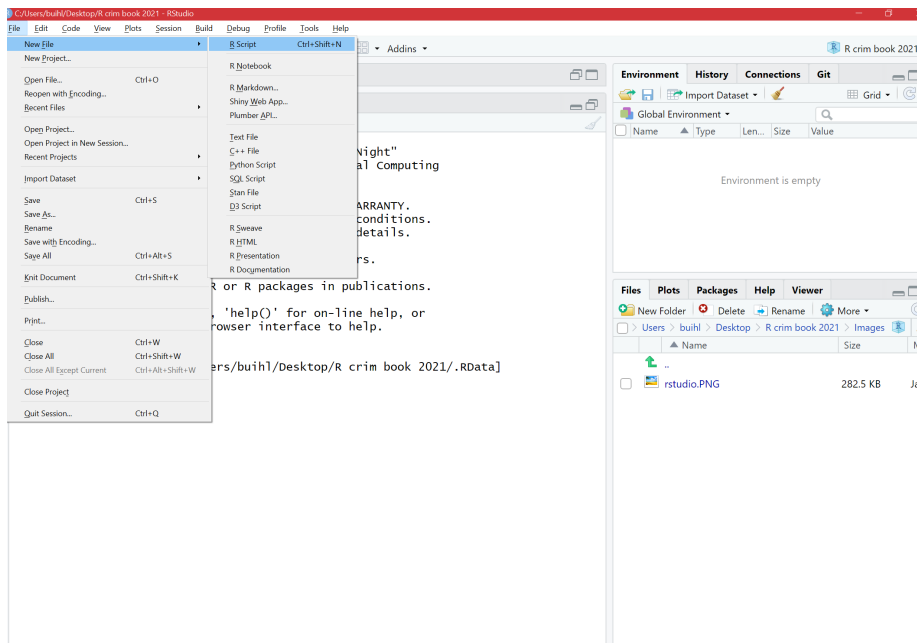 C:/Users/buihl/Desktop/R crim book 2021 - RStudio
File Edit Code View Plots Session Build Debug Profile Tools Help
New File
New Project...
Open File... Ctrl+O
Reopen with Encoding...
Recent Files
Open Project...
Open Project in New Session...
Recent Projects
Import Dataset
Save Ctrl+S
Save As...
Rename
Save with Encoding...
Save All Ctrl+Alt+S
Knit Document Ctrl+Shift+K
Publish...
Print...
Close Ctrl+W
Close All Ctrl+Shift+W
Close All Except Current Ctrl+Alt+Shift+W
Close Project
Quit Session... Ctrl+Q
R Script Ctrl+Shift+N
R Notebook
R Markdown...
Shiny Web App...
Plumber API...
Text File
C++ File
Python Script
SQL Script
Stan File
D3 Script
R Sweave
R HTML
R Presentation
R Documentation
Addins
R crim book 2021
Night"
al Computing
ARRANTY.
conditions.
details.
rs.
R or R packages in publications.
, 'help()' for on-line help, or
rowser interface to help.
ers/buihl/Desktop/R crim book 2021/.RData]
Environment History Connections Git
Import Dataset Grid
Global Environment
Name Type Len... Size Value
Environment is empty
Files Plots Packages Help Viewer
New Folder Delete Rename More
Users > buihl > Desktop > R crim book 2021 > Images
Name Size
..
rstudio.PNG 282.5 KB Ja